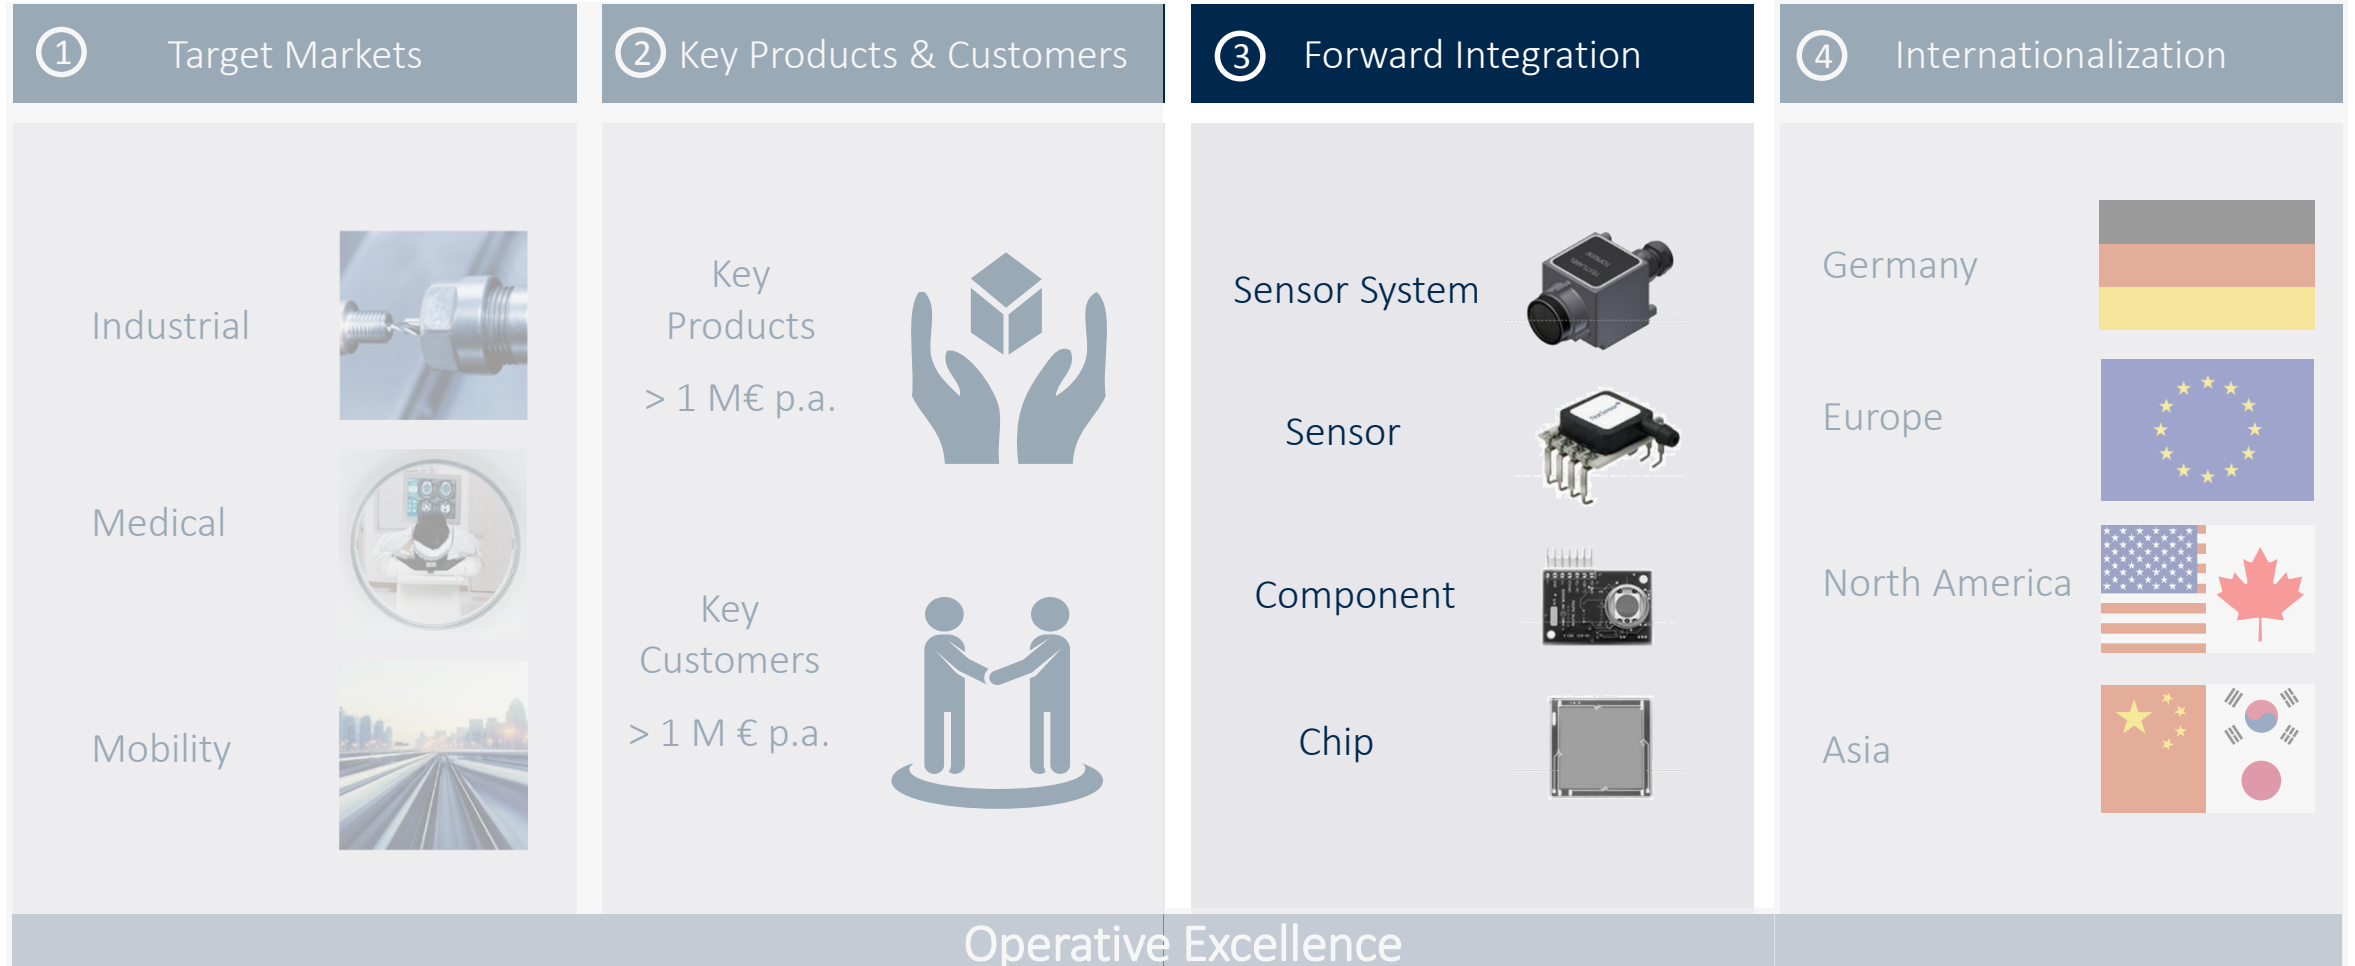 1 Target Markets
Industrial
Medical
Mobility
2 Key Products & Customers
Key
Products
> 1 M€ p.a.
Key
Customers
> 1 M € p.a.
3 Forward Integration
Sensor System
Sensor
Component
Chip
4 Internationalization
Germany
Europe
North America
Asia
Operative Excellence